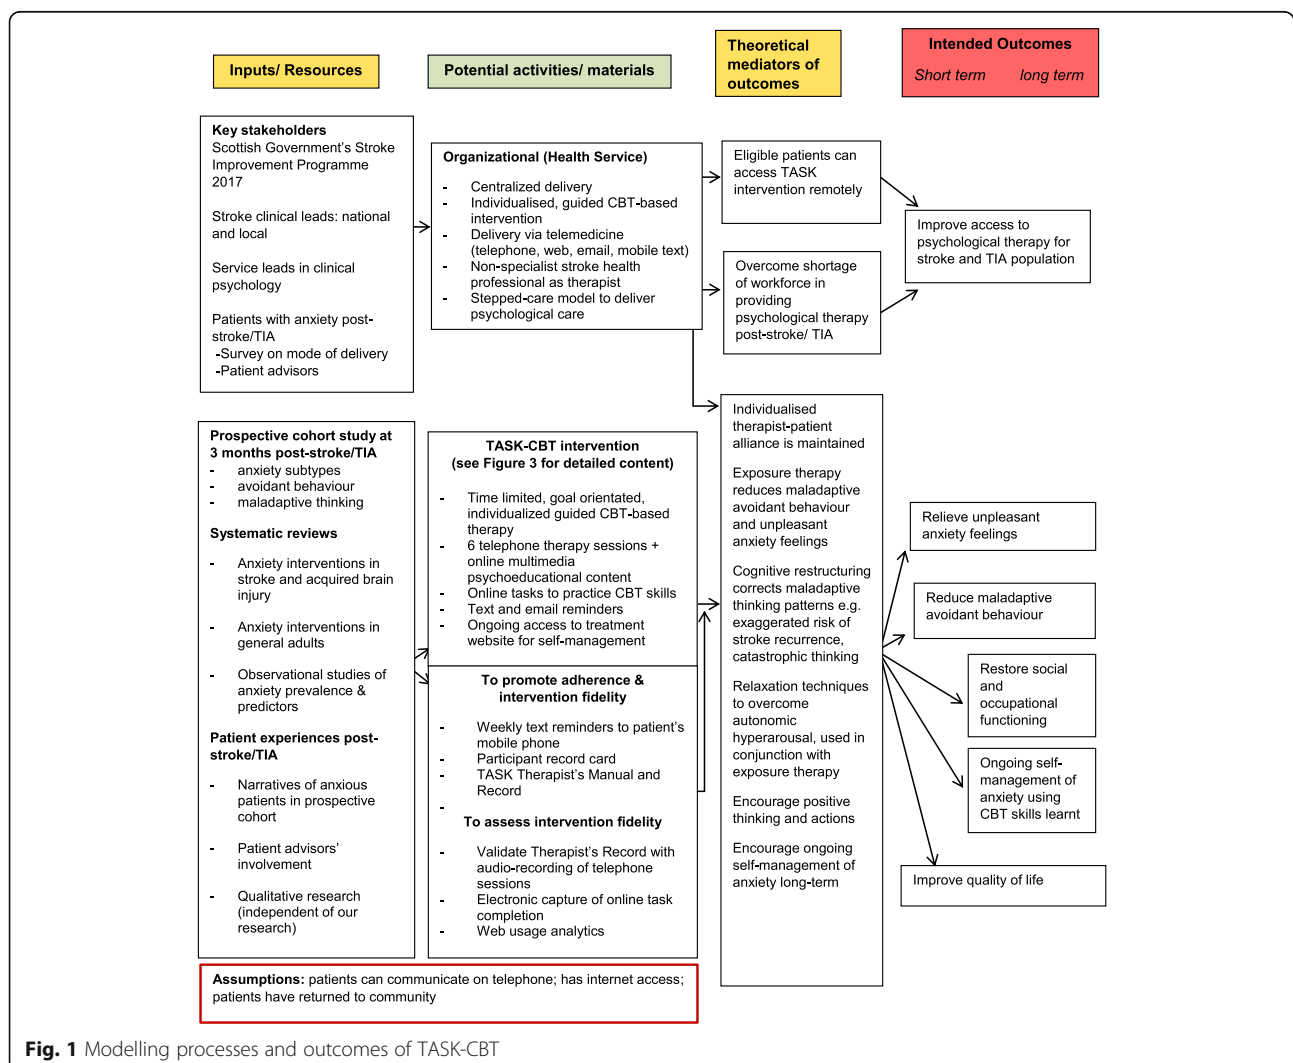 Inputs/ Resources
Potential activities/ materials
Theoretical
mediators of
outcomes
Intended Outcomes
Short term long term
Key stakeholders
Scottish Government's Stroke
Improvement Programme
2017
Stroke clinical leads: national
and local
Service leads in clinical
psychology
Patients with anxiety post-
stroke/TIA
-Survey on mode of delivery
-Patient advisors
Organizational (Health Service)
- Centralized delivery
- Individualised, guided CBT-based
intervention
- Delivery via telemedicine
(telephone, web, email, mobile text)
- Non-specialist stroke health
professional as therapist
- Stepped-care model to deliver
psychological care
Eligible patients can
access TASK
intervention remotely
Overcome shortage
of workforce in
providing
psychological therapy
post-stroke/ TIA
Improve access to
psychological therapy for
stroke and TIA population
Prospective cohort study at
3 months post-stroke/TIA
- anxiety subtypes
- avoidant behaviour
- maladaptive thinking
Systematic reviews
- Anxiety interventions in
stroke and acquired brain
injury
- Anxiety interventions in
general adults
- Observational studies of
anxiety prevalence &
predictors
Patient experiences post-
stroke/TIA
- Narratives of anxious
patients in prospective
cohort
- Patient advisors'
involvement
- Qualitative research
(independent of our
research)
TASK-CBT intervention
(see Figure 3 for detailed content)
- Time limited, goal orientated,
individualized guided CBT-based
therapy
- 6 telephone therapy sessions +
online multimedia
psychoeducational content
- Online tasks to practice CBT skills
- Text and email reminders
- Ongoing access to treatment
website for self-management
To promote adherence &
intervention fidelity
- Weekly text reminders to patient's
mobile phone
- Participant record card
- TASK Therapist's Manual and
Record
-
To assess intervention fidelity
- Validate Therapist's Record with
audio-recording of telephone
sessions
- Electronic capture of online task
completion
- Web usage analytics
Individualised
therapist-patient
alliance is maintained
Exposure therapy
reduces maladaptive
avoidant behaviour
and unpleasant
anxiety feelings
Cognitive restructuring
corrects maladaptive
thinking patterns e.g.
exaggerated risk of
stroke recurrence,
catastrophic thinking
Relaxation techniques
to overcome
autonomic
hyperarousal, used in
conjunction with
exposure therapy
Encourage positive
thinking and actions
Encourage ongoing
self-management of
anxiety long-term
Relieve unpleasant
anxiety feelings
Reduce maladaptive
avoidant behaviour
Restore social
and
occupational
functioning
Ongoing self-
management of
anxiety using
CBT skills learnt
Improve quality of life
Assumptions: patients can communicate on telephone; has internet access;
patients have returned to community
Fig. 1 Modelling processes and outcomes of TASK-CBT